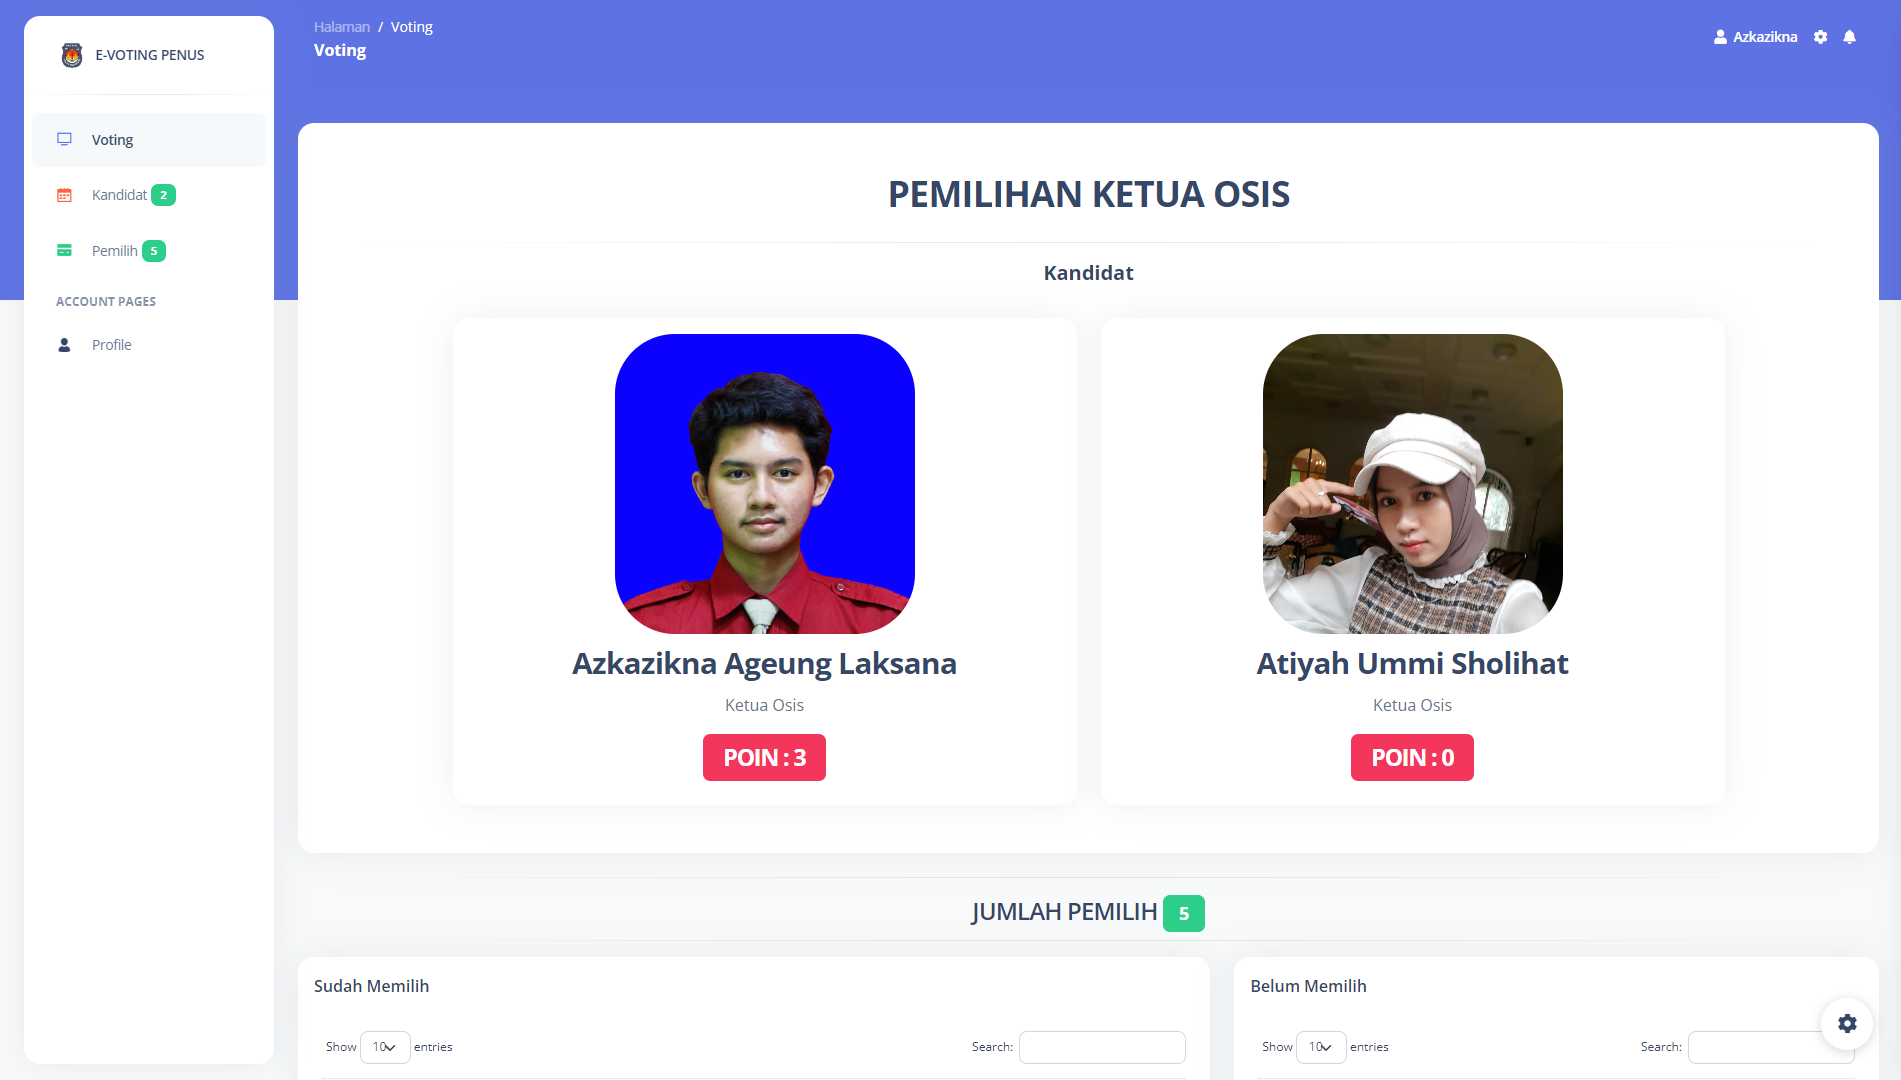 E-VOTING PENUS
Voting
Kandidat 2
Pemilih 5
ACCOUNT PAGES
Profile
Halaman / Voting
Voting
Azkazikna
PEMILIHAN KETUA OSIS
Kandidat
Azkazikna Ageung Laksana
Ketua Osis
POIN : 3
Atiyah Ummi Sholihat
Ketua Osis
POIN : 0
JUMLAH PEMILIH 5
Sudah Memilih
Show 10 entries
Search:
Belum Memilih
Show 10 entries
Search: